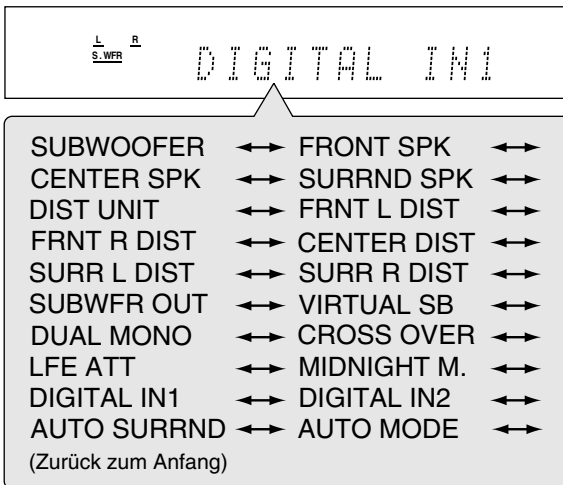 L R
S.WFR
DIGITAL IN1
SUBWOOFER ↔ FRONT SPK ↔
CENTER SPK ↔ SURRND SPK ↔
DIST UNIT ↔ FRNT L DIST ↔
FRNT R DIST ↔ CENTER DIST ↔
SURR L DIST ↔ SURR R DIST ↔
SUBWFR OUT ↔ VIRTUAL SB ↔
DUAL MONO ↔ CROSS OVER ↔
LFE ATT ↔ MIDNIGHT M. ↔
DIGITAL IN1 ↔ DIGITAL IN2 ↔
AUTO SURRND ↔ AUTO MODE ↔
(Zurück zum Anfang)